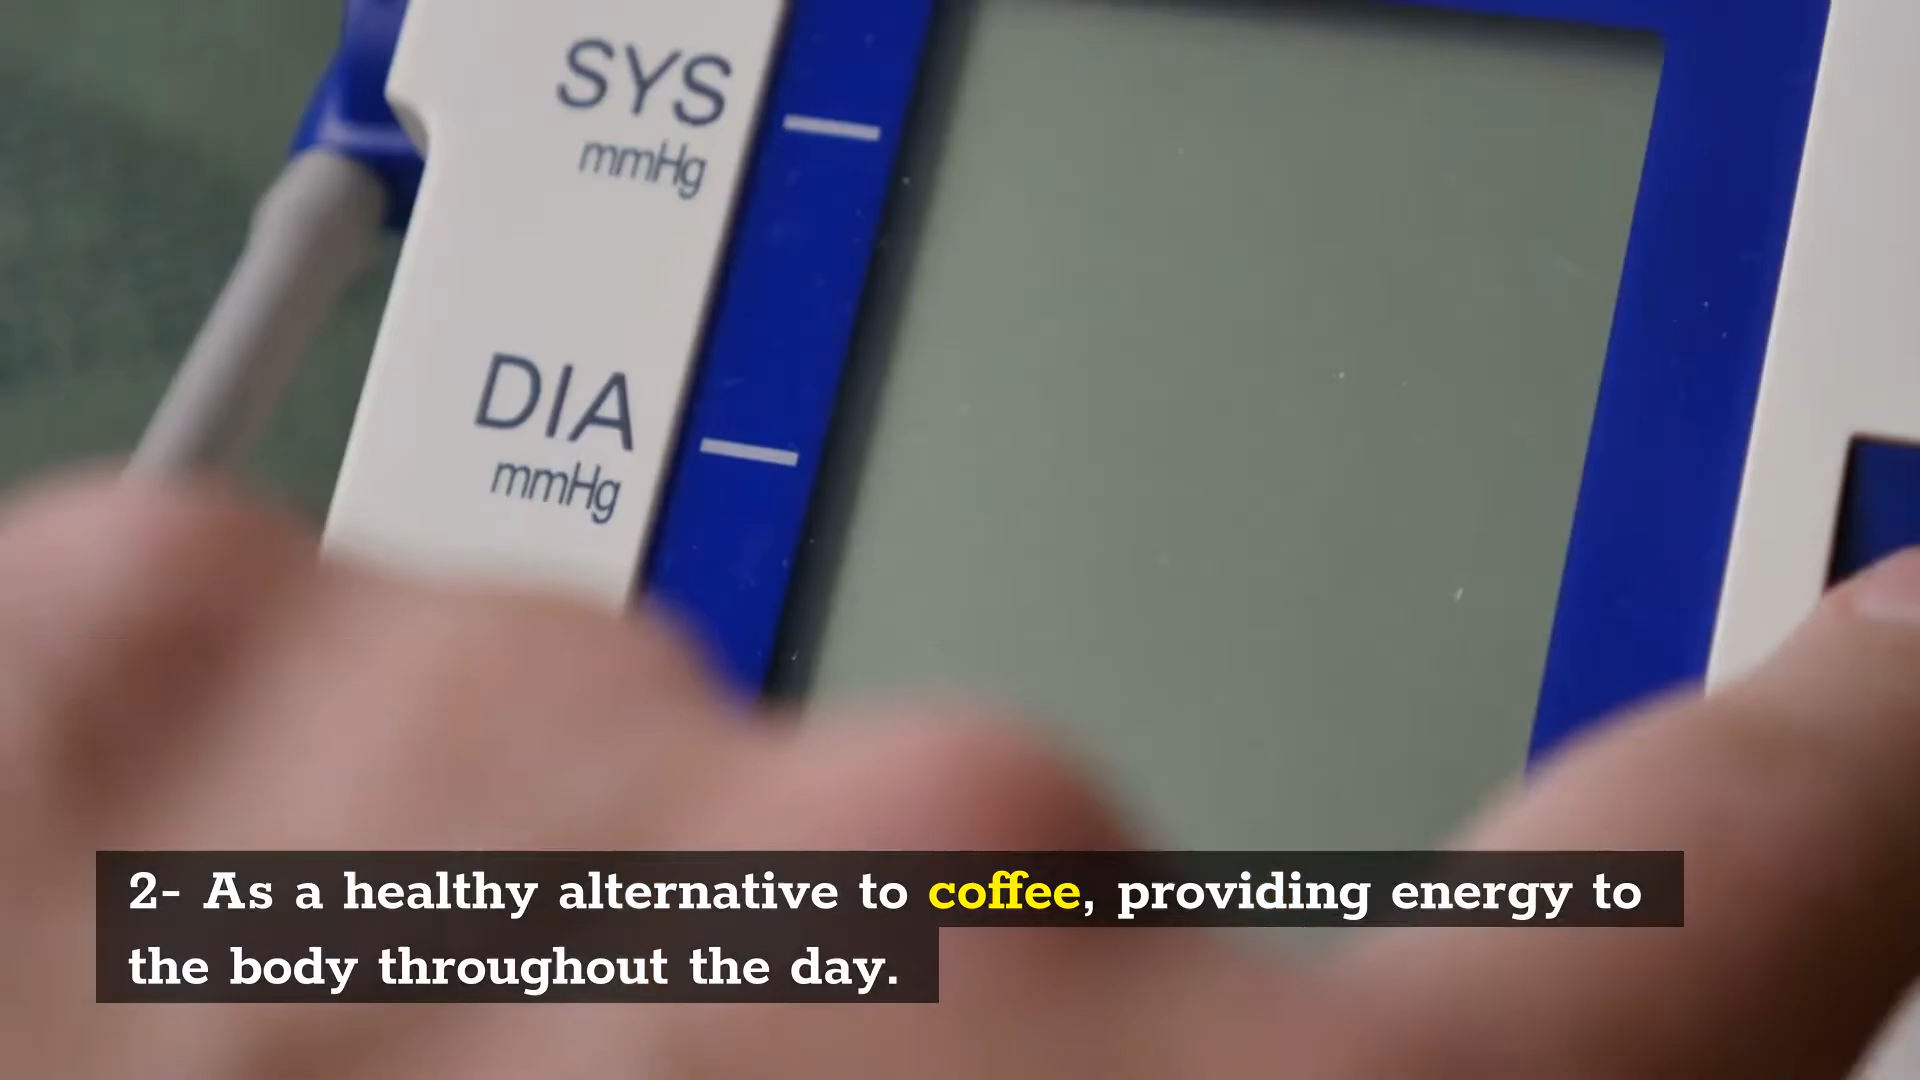 SYS
mmHg
DIA
mmHg
2- As a healthy alternative to coffee, providing energy to
the body throughout the day.